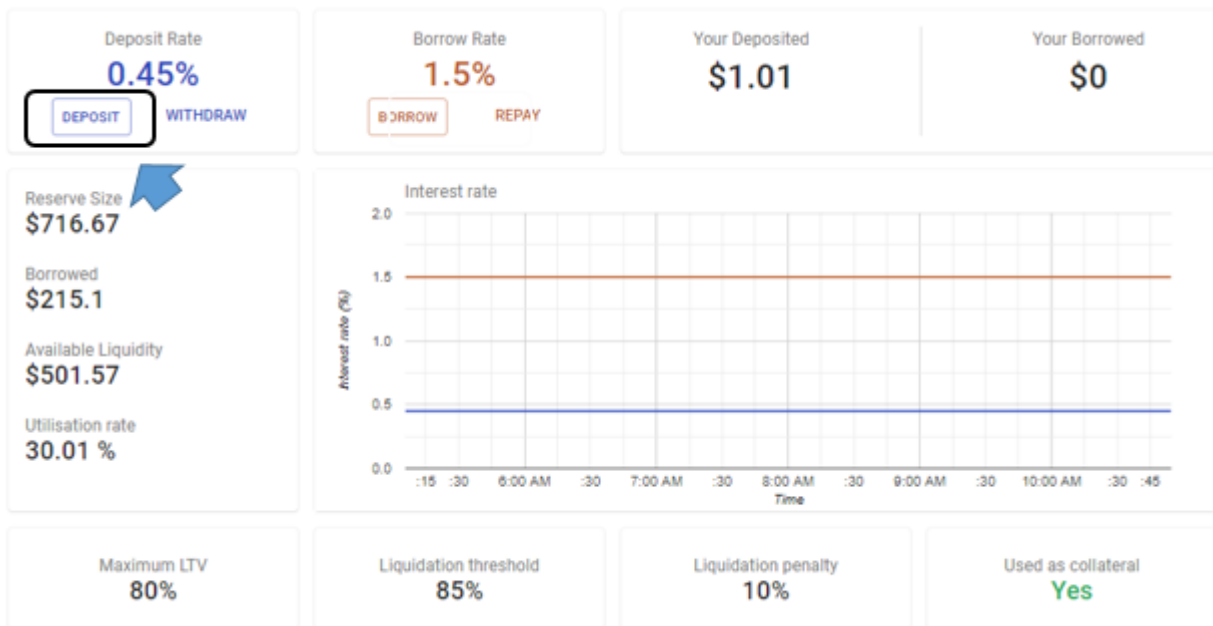 Deposit Rate
0.45%
DEPOSIT WITHDRAW
Borrow Rate
1.5%
BORROW REPAY
Your Deposited
$1.01
Your Borrowed
$0
Reserve Size
$716.67
Borrowed
$215.1
Available Liquidity
$501.57
Utilisation rate
30.01 %
Interest rate
2.0
1.5
1.0
0.5
0.0
Interest rate (%)
:15 :30 6:00 AM :30 7:00 AM :30 8:00 AM :30 9:00 AM :30 10:00 AM :30 :45
Time
Maximum LTV
80%
Liquidation threshold
85%
Liquidation penalty
10%
Used as collateral
Yes